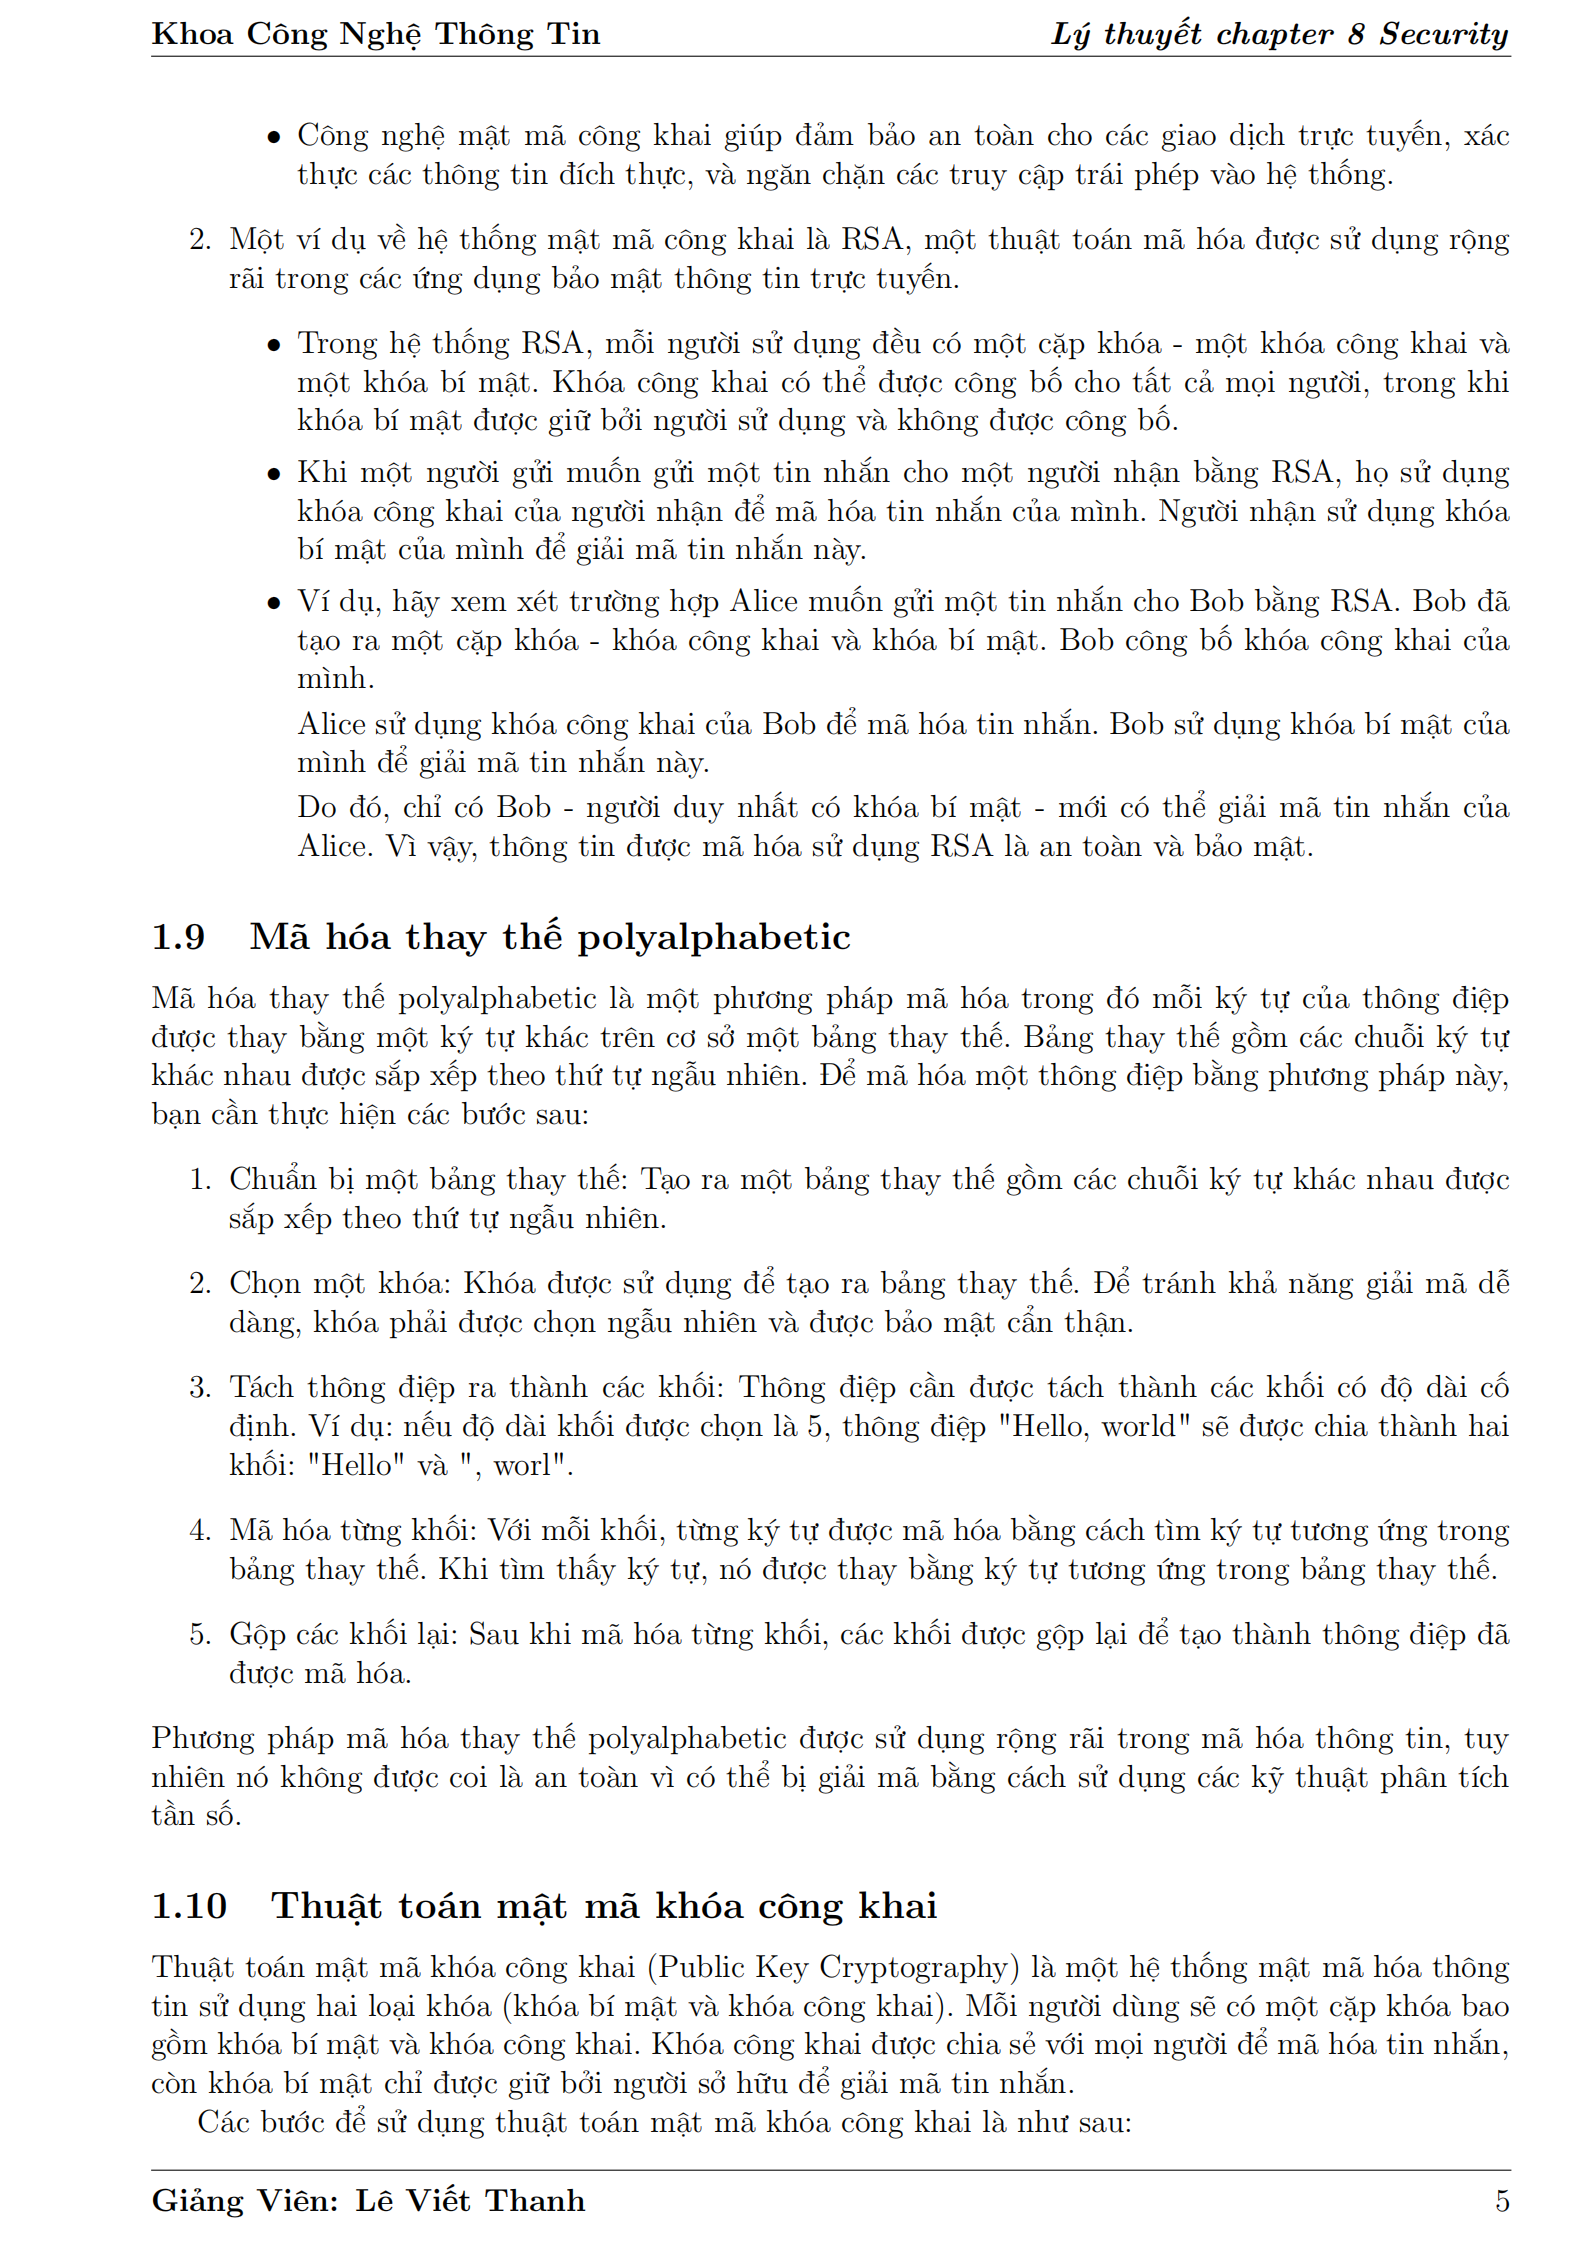 Khoa Công Nghệ Thông Tin
Lý thuyết chapter 8 Security
• Công nghệ mật mã công khai giúp đảm bảo an toàn cho các giao dịch trực tuyến, xác
thực các thông tin đích thực, và ngăn chặn các truy cập trái phép vào hệ thống.
2. Một ví dụ về hệ thống mật mã công khai là RSA, một thuật toán mã hóa được sử dụng rộng
rãi trong các ứng dụng bảo mật thông tin trực tuyến.
• Trong hệ thống RSA, mỗi người sử dụng đều có một cặp khóa - một khóa công khai và
một khóa bí mật. Khóa công khai có thể được công bố cho tất cả mọi người, trong khi
khóa bí mật được giữ bởi người sử dụng và không được công bố.
• Khi một người gửi muốn gửi một tin nhắn cho một người nhận bằng RSA, họ sử dụng
khóa công khai của người nhận để mã hóa tin nhắn của mình. Người nhận sử dụng khóa
bí mật của mình để giải mã tin nhắn này.
• Ví dụ, hãy xem xét trường hợp Alice muốn gửi một tin nhắn cho Bob bằng RSA. Bob đã
tạo ra một cặp khóa - khóa công khai và khóa bí mật. Bob công bố khóa công khai của
mình.
Alice sử dụng khóa công khai của Bob để mã hóa tin nhắn. Bob sử dụng khóa bí mật của
mình để giải mã tin nhắn này.
Do đó, chỉ có Bob - người duy nhất có khóa bí mật - mới có thể giải mã tin nhắn của
Alice. Vì vậy, thông tin được mã hóa sử dụng RSA là an toàn và bảo mật.
1.9 Mã hóa thay thế polyalphabetic
Mã hóa thay thế polyalphabetic là một phương pháp mã hóa trong đó mỗi ký tự của thông điệp
được thay bằng một ký tự khác trên cơ sở một bảng thay thế. Bảng thay thế gồm các chuỗi ký tự
khác nhau được sắp xếp theo thứ tự ngẫu nhiên. Để mã hóa một thông điệp bằng phương pháp này,
bạn cần thực hiện các bước sau:
1. Chuẩn bị một bảng thay thế: Tạo ra một bảng thay thế gồm các chuỗi ký tự khác nhau được
sắp xếp theo thứ tự ngẫu nhiên.
2. Chọn một khóa: Khóa được sử dụng để tạo ra bảng thay thế. Để tránh khả năng giải mã dễ
dàng, khóa phải được chọn ngẫu nhiên và được bảo mật cẩn thận.
3. Tách thông điệp ra thành các khối: Thông điệp cần được tách thành các khối có độ dài cố
định. Ví dụ: nếu độ dài khối được chọn là 5, thông điệp "Hello, world" sẽ được chia thành hai
khối: "Hello" và ", worl".
4. Mã hóa từng khối: Với mỗi khối, từng ký tự được mã hóa bằng cách tìm ký tự tương ứng trong
bảng thay thế. Khi tìm thấy ký tự, nó được thay bằng ký tự tương ứng trong bảng thay thế.
5. Gộp các khối lại: Sau khi mã hóa từng khối, các khối được gộp lại để tạo thành thông điệp đã
được mã hóa.
Phương pháp mã hóa thay thế polyalphabetic được sử dụng rộng rãi trong mã hóa thông tin, tuy
nhiên nó không được coi là an toàn vì có thể bị giải mã bằng cách sử dụng các kỹ thuật phân tích
tần số.
1.10 Thuật toán mật mã khóa công khai
Thuật toán mật mã khóa công khai (Public Key Cryptography) là một hệ thống mật mã hóa thông
tin sử dụng hai loại khóa (khóa bí mật và khóa công khai). Mỗi người dùng sẽ có một cặp khóa bao
gồm khóa bí mật và khóa công khai. Khóa công khai được chia sẻ với mọi người để mã hóa tin nhắn,
còn khóa bí mật chỉ được giữ bởi người sở hữu để giải mã tin nhắn.
Các bước để sử dụng thuật toán mật mã khóa công khai là như sau:
Giảng Viên: Lê Viết Thanh
5